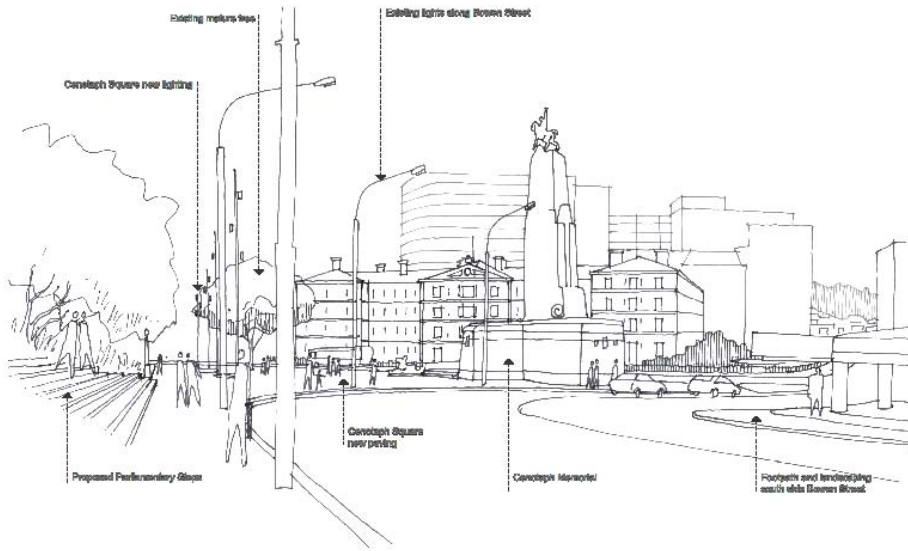 Existing mature tree
Existing lights along Bowen Street
Cenotaph Square new lighting
Cenotaph Square
new paving
Proposed Parliamentary Steps
Cenotaph Memorial
Footpath and landscaping
south side Bowen Street